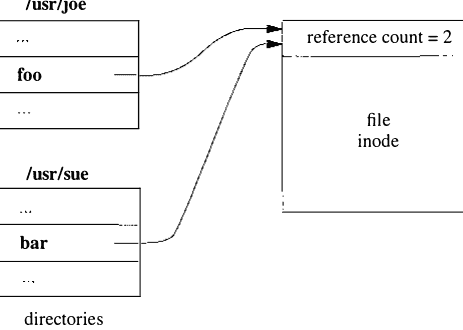 /usr/joe
...
foo
...
/usr/sue
...
bar
...
directories
reference count = 2
file
inode